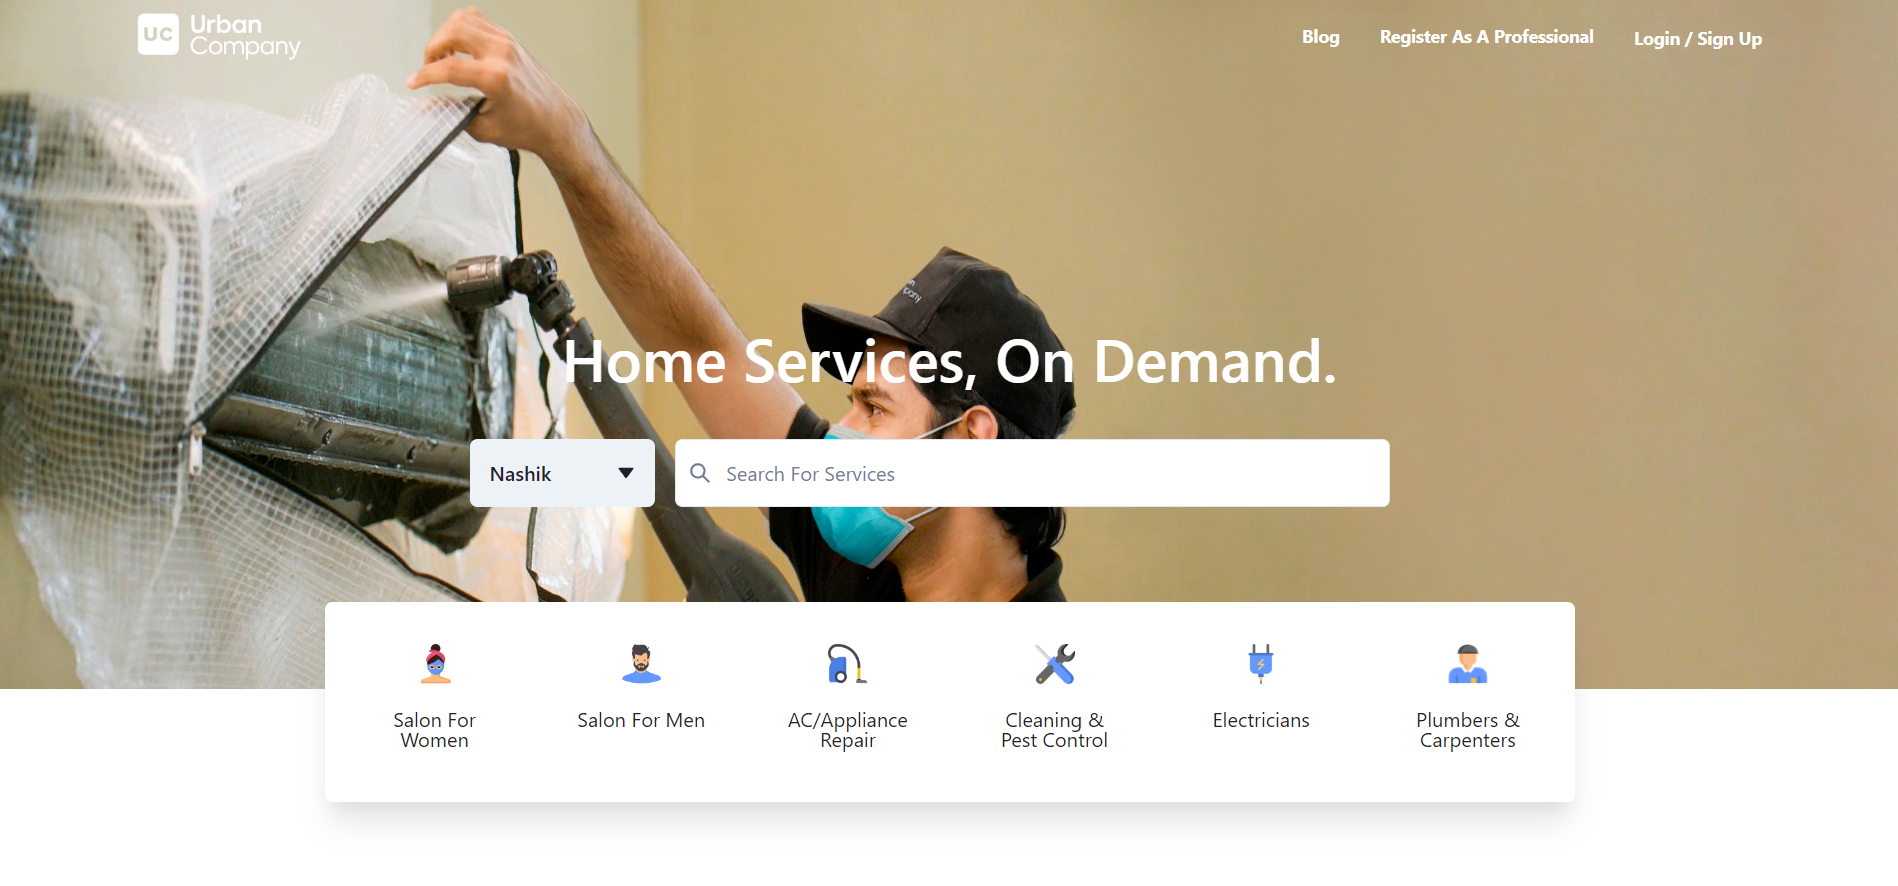 UC
Urban
Company
Blog
Register As A Professional
Login / Sign Up
Home Services, On Demand.
Nashik
Search For Services
Salon For
Women
Salon For Men
AC/Appliance
Repair
Cleaning &
Pest Control
Electricians
Plumbers &
Carpenters